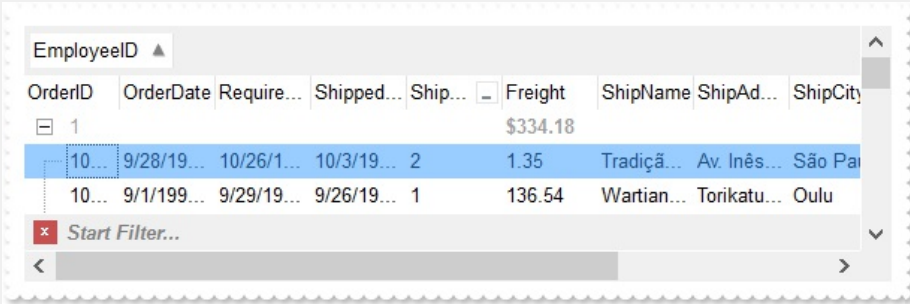 EmployeeID
OrderID OrderDate Require... Shipped... Ship... Freight ShipName ShipAd... ShipCity
1 $334.18
10... 9/28/19... 10/26/1... 10/3/19... 2 1.35 Tradiçã... Av. Inês... São Pau
10... 9/1/199... 9/29/19... 9/26/19... 1 136.54 Wartian... Torikatu... Oulu
x Start Filter...